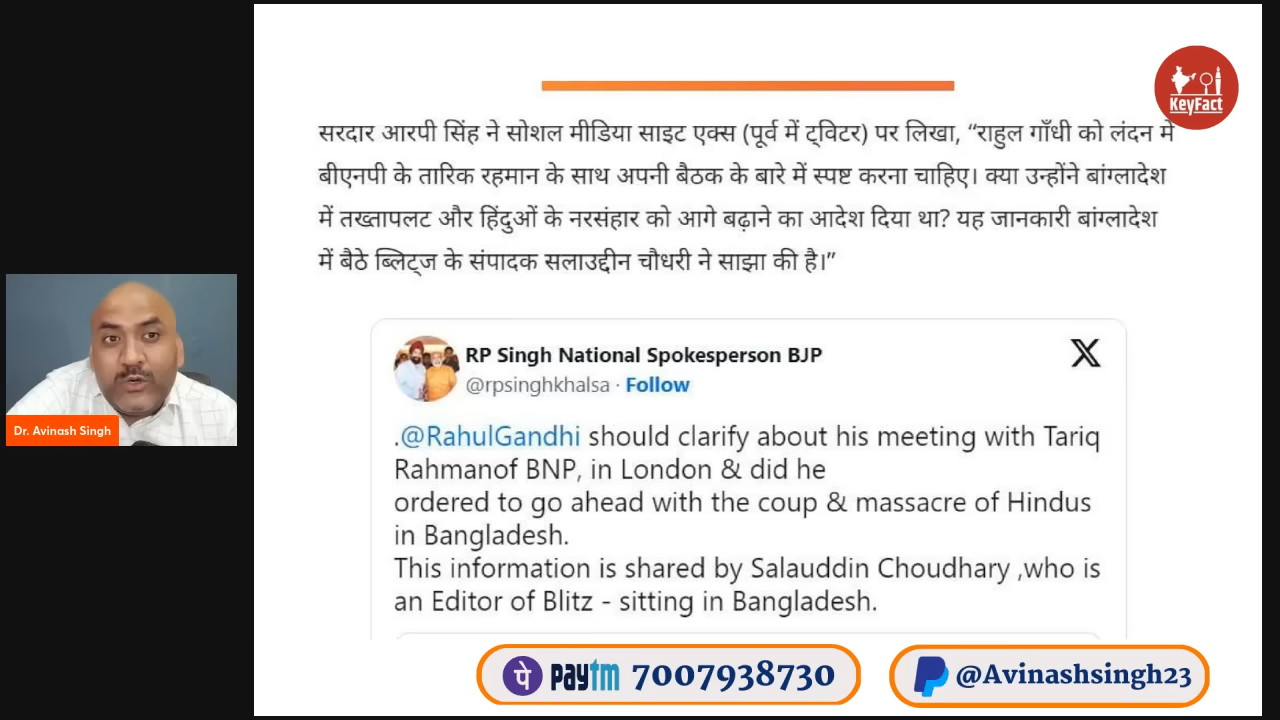 KeyFact
सरदार आरपी सिंह ने सोशल मीडिया साइट एक्स (पूर्व में ट्विटर) पर लिखा, “राहुल गाँधी को लंदन में
बीएनपी के तारिक रहमान के साथ अपनी बैठक के बारे में स्पष्ट करना चाहिए। क्या उन्होंने बांग्लादेश
में तख्तापलट और हिंदुओं के नरसंहार को आगे बढ़ाने का आदेश दिया था? यह जानकारी बांग्लादेश
में बैठे ब्लिट्ज के संपादक सलाउद्दीन चौधरी ने साझा की है।”
RP Singh National Spokesperson BJP
@rpsinghkhalsa · Follow
.@RahulGandhi should clarify about his meeting with Tariq
Rahmanof BNP, in London & did he
ordered to go ahead with the coup & massacre of Hindus
in Bangladesh.
This information is shared by Salauddin Choudhary ,who is
an Editor of Blitz - sitting in Bangladesh.
Dr. Avinash Singh
पे paytm 7007938730
@Avinashsingh23